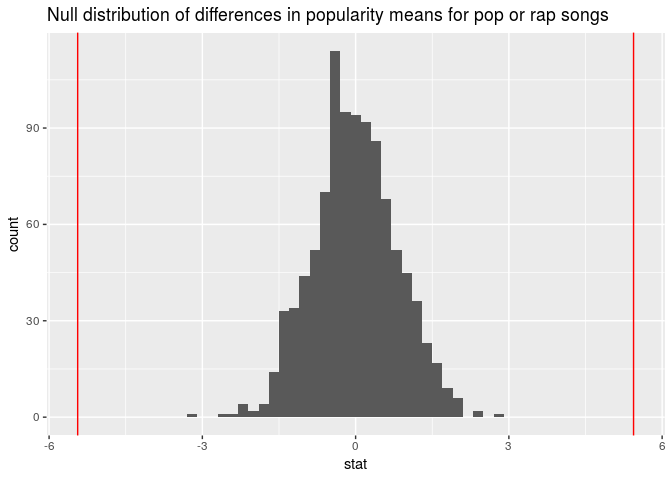 Null distribution of differences in popularity means for pop or rap songs
count
90
60
30
0
-6 -3 0 3 6
stat